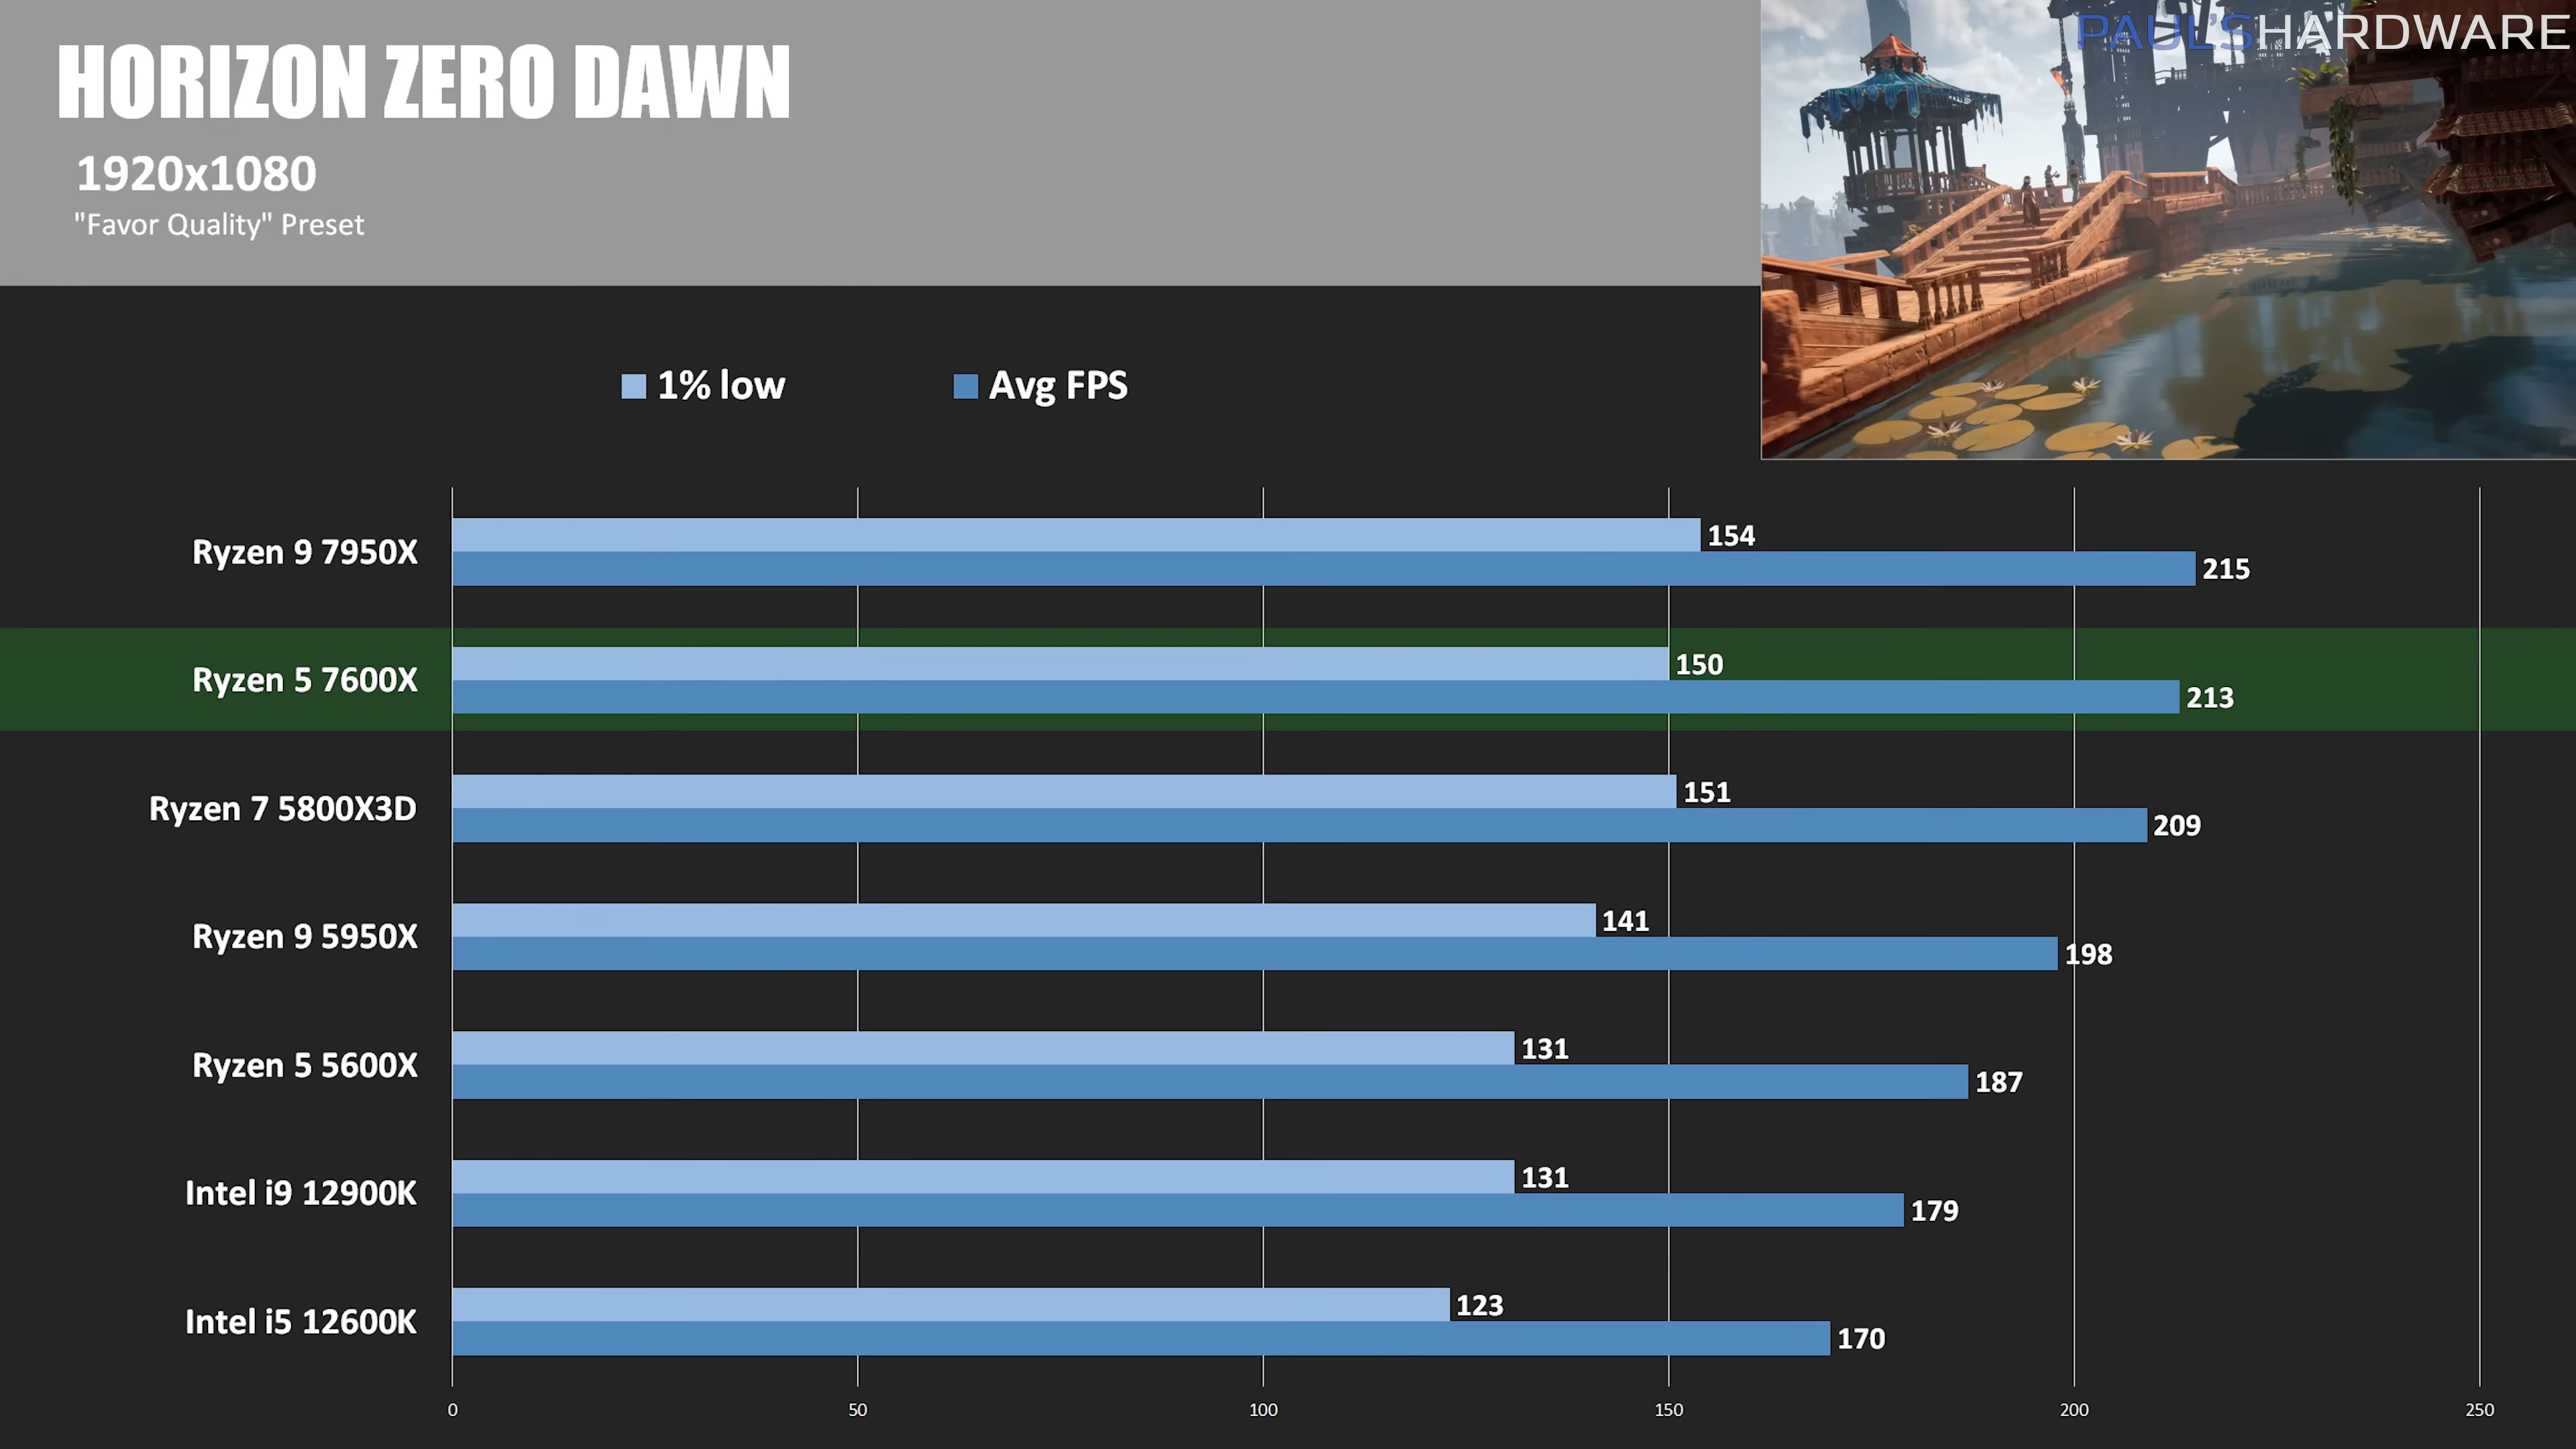 PAUL'SHARDWARE
HORIZON ZERO DAWN
1920x1080
"Favor Quality" Preset
1% low
Avg FPS
Ryzen 9 7950X
154
215
Ryzen 5 7600X
150
213
Ryzen 7 5800X3D
151
209
Ryzen 9 5950X
141
198
Ryzen 5 5600X
131
187
Intel i9 12900K
131
179
Intel i5 12600K
123
170
0 50 100 150 200 250